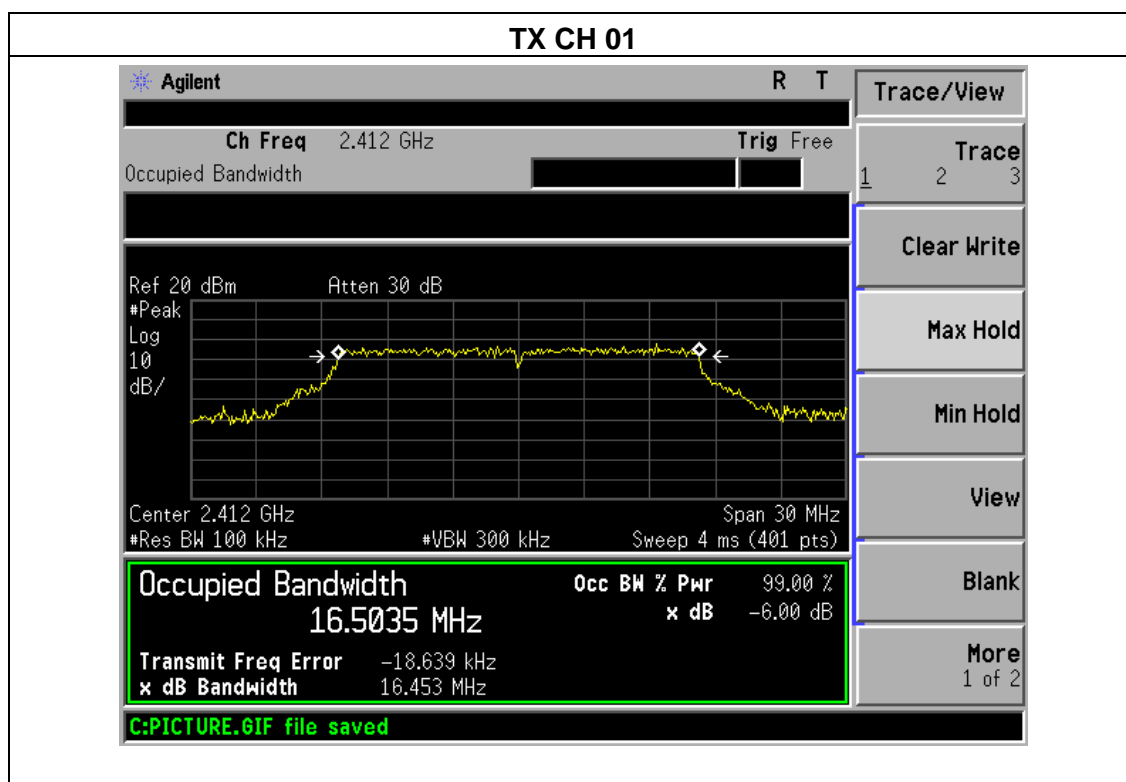 TX CH 01
Agilent R T
Trace/View
Ch Freq 2.412 GHz Trig Free
Occupied Bandwidth
Trace
1 2 3
Clear Write
Ref 20 dBm Atten 30 dB
#Peak
Log
10
dB/
Max Hold
Min Hold
View
Center 2.412 GHz Span 30 MHz
#Res BW 100 kHz #VBW 300 kHz Sweep 4 ms (401 pts)
Occupied Bandwidth Occ BW % Pwr 99.00 %
16.5035 MHz x dB -6.00 dB
Blank
Transmit Freq Error -18.639 kHz
x dB Bandwidth 16.453 MHz
More
1 of 2
C:PICTURE.GIF file saved